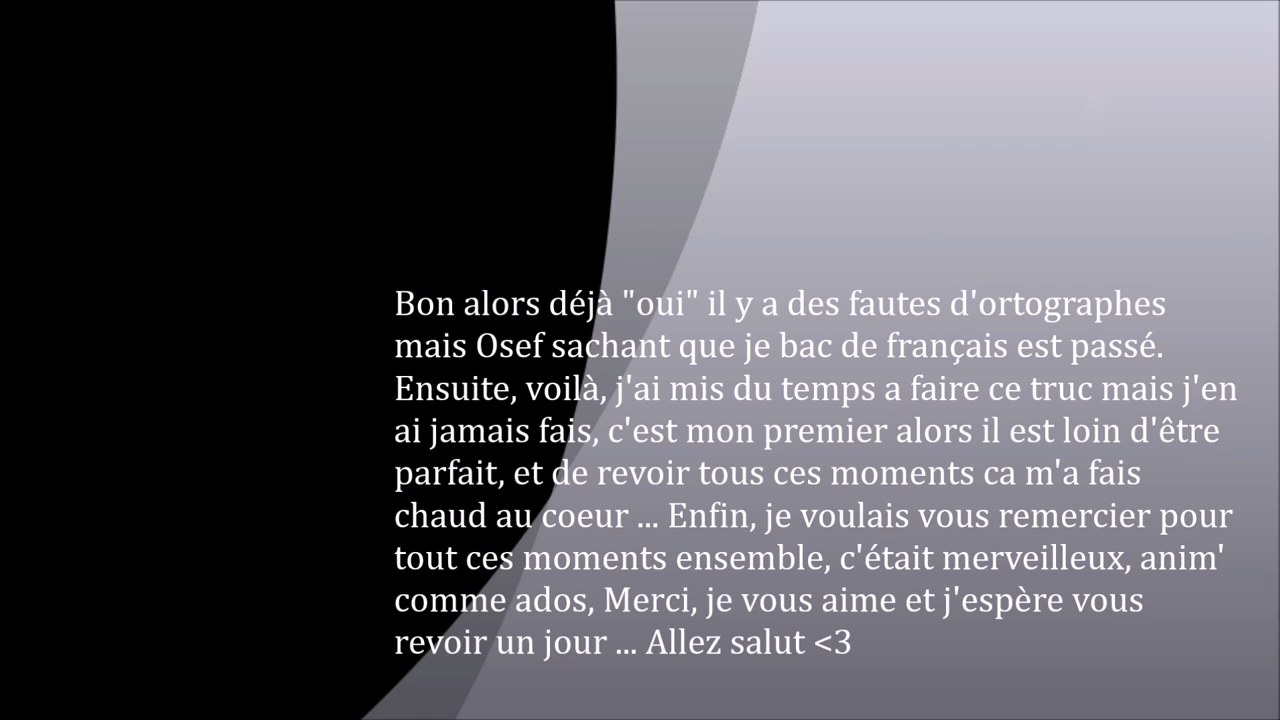 Bon alors déjà "oui" il y a des fautes d'ortographes
mais Osef sachant que je bac de français est passé.
Ensuite, voilà, j'ai mis du temps a faire ce truc mais j'en
ai jamais fais, c'est mon premier alors il est loin d'être
parfait, et de revoir tous ces moments ca m'a fais
chaud au coeur ... Enfin, je voulais vous remercier pour
tout ces moments ensemble, c'était merveilleux, anim'
comme ados, Merci, je vous aime et j'espère vous
revoir un jour ... Allez salut <3